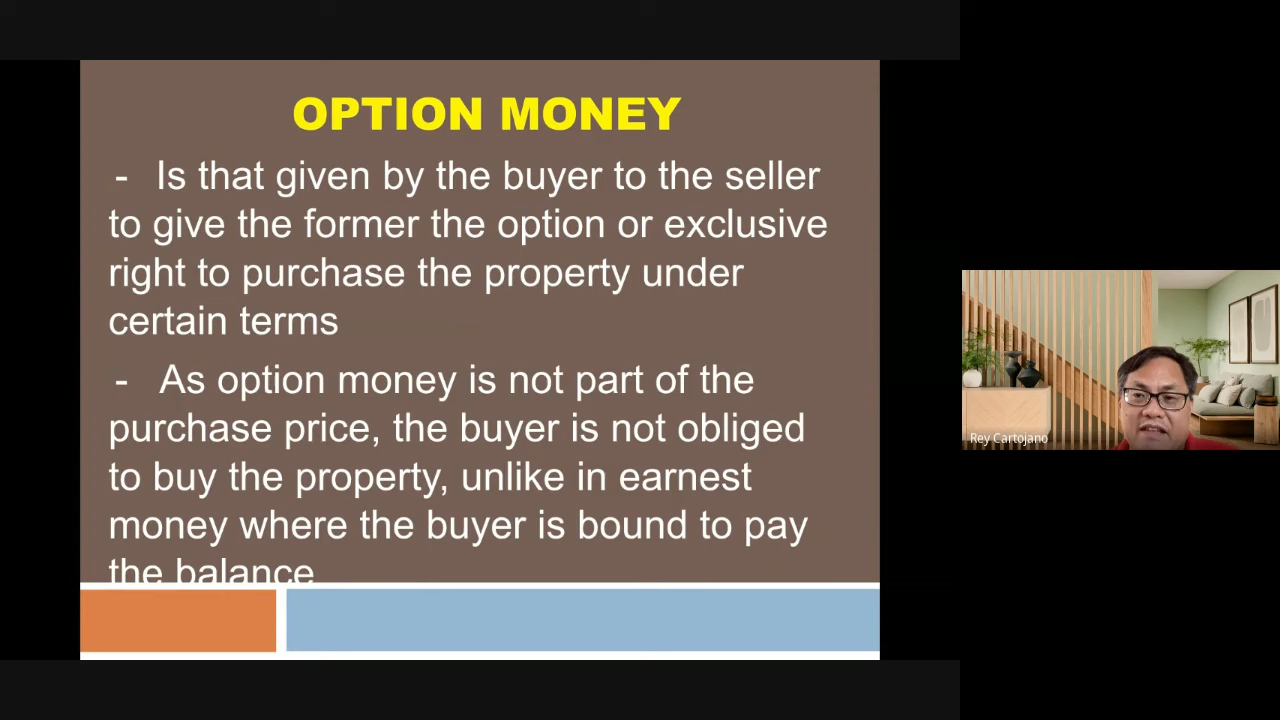 OPTION MONEY
- Is that given by the buyer to the seller
to give the former the option or exclusive
right to purchase the property under
certain terms
- As option money is not part of the
purchase price, the buyer is not obliged
to buy the property, unlike in earnest
money where the buyer is bound to pay
the balance
Rey Cartojano